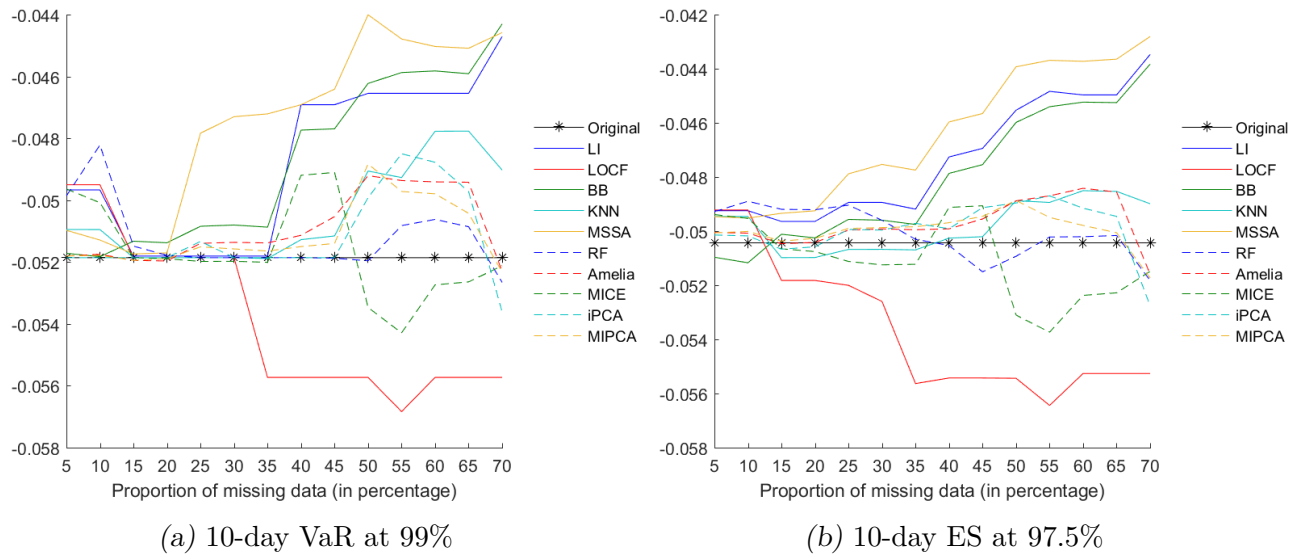 -0.044
-0.046
-0.048
-0.05
-0.052
-0.054
-0.056
-0.058
5 10 15 20 25 30 35 40 45 50 55 60 65 70
Proportion of missing data (in percentage)
Original
LI
LOCF
BB
KNN
MSSA
RF
Amelia
MICE
iPCA
MIPCA
(a) 10-day VaR at 99%
-0.042
-0.044
-0.046
-0.048
-0.05
-0.052
-0.054
-0.056
-0.058
5 10 15 20 25 30 35 40 45 50 55 60 65 70
Proportion of missing data (in percentage)
Original
LI
LOCF
BB
KNN
MSSA
RF
Amelia
MICE
iPCA
MIPCA
(b) 10-day ES at 97.5%